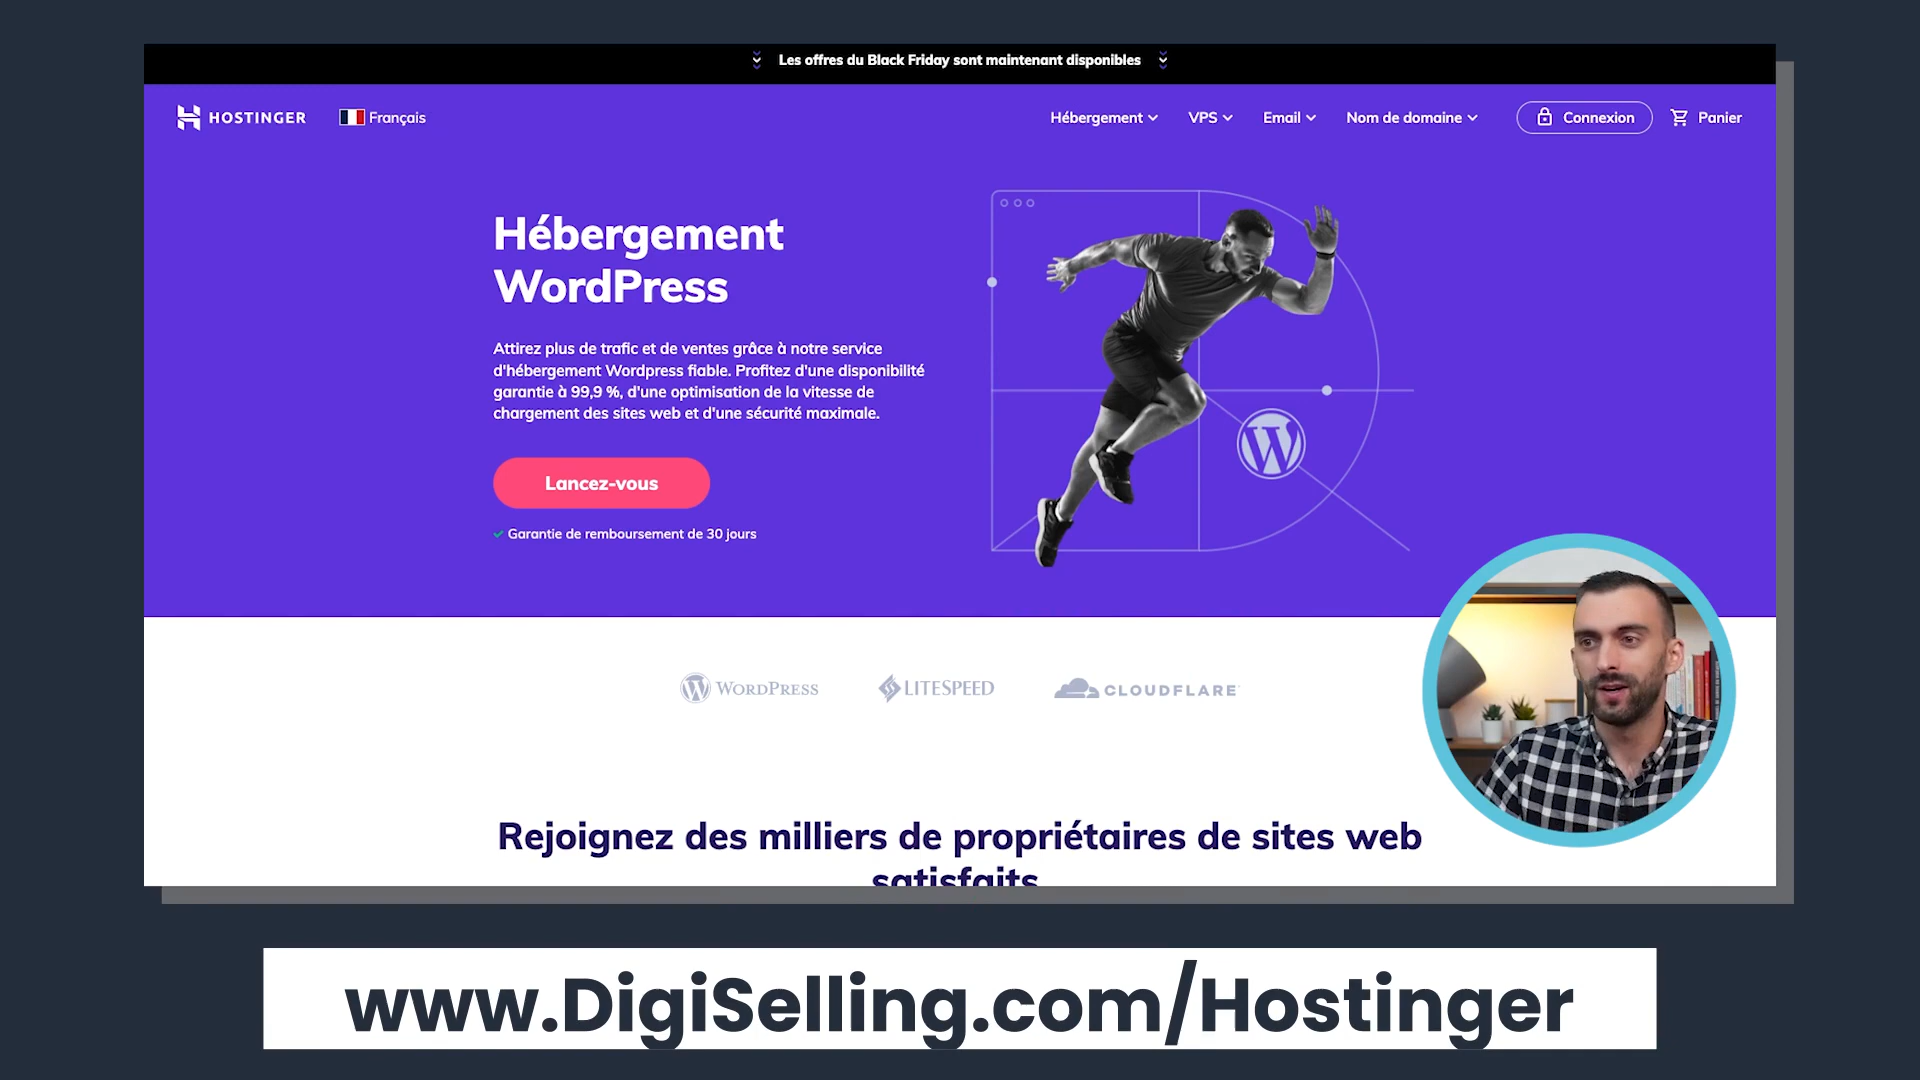 Les offres du Black Friday sont maintenant disponibles
HOSTINGER
Français
Hébergement
VPS
Email
Nom de domaine
Connexion
Panier
Hébergement
WordPress
Attirez plus de trafic et de ventes grâce à notre service
d'hébergement Wordpress fiable. Profitez d'une disponibilité
garantie à 99,9 %, d'une optimisation de la vitesse de
chargement des sites web et d'une sécurité maximale.
Lancez-vous
Garantie de remboursement de 30 jours
WORDPRESS
LITESPEED
CLOUDFLARE
Rejoignez des milliers de propriétaires de sites web
satisfaits
www.DigiSelling.com/Hostinger